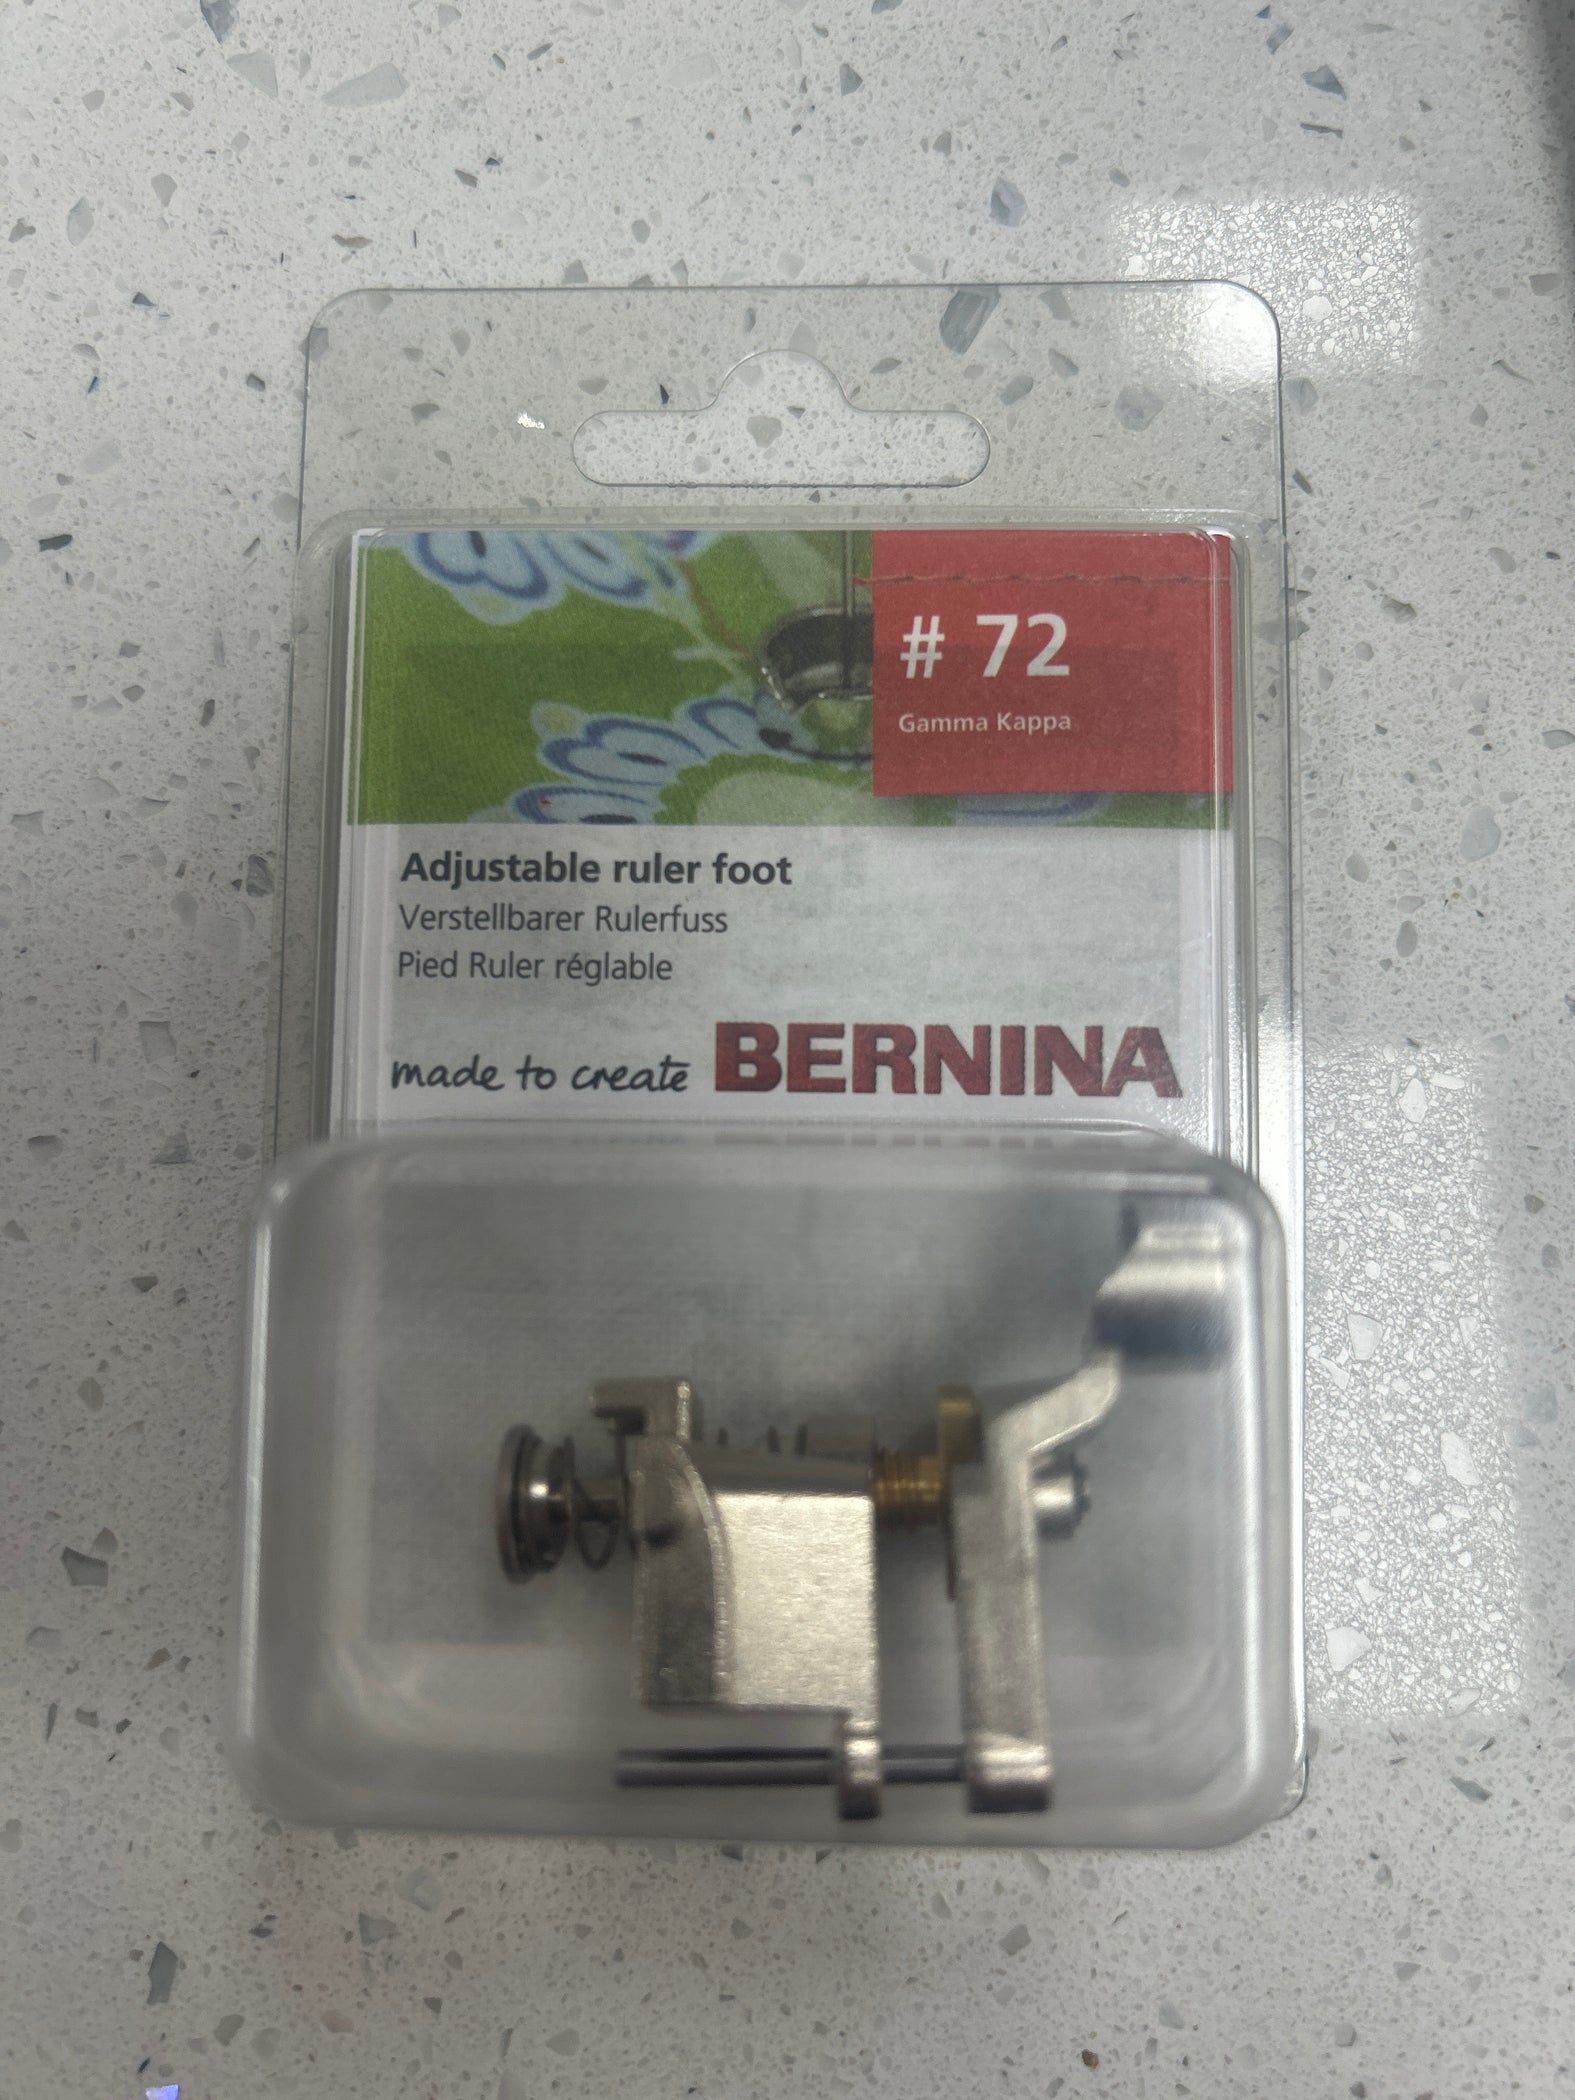 # 72
Gamma Kappa
Adjustable ruler foot
Verstellbarer Rulerfuss
Pied Ruler réglable
made to create BERNINA